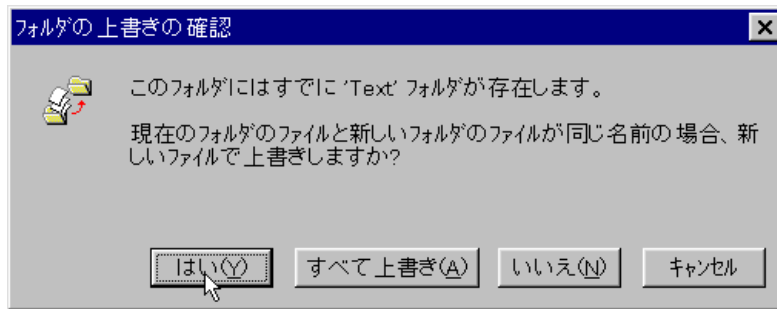 フォルダの上書きの確認
このフォルダにはすでに 'Text' フォルダが存在します。
現在のフォルダのファイルと新しいフォルダのファイルが同じ名前の場合、新
しいファイルで上書きしますか?
はい(Y) すべて上書き(A) いいえ(N) キャンセル